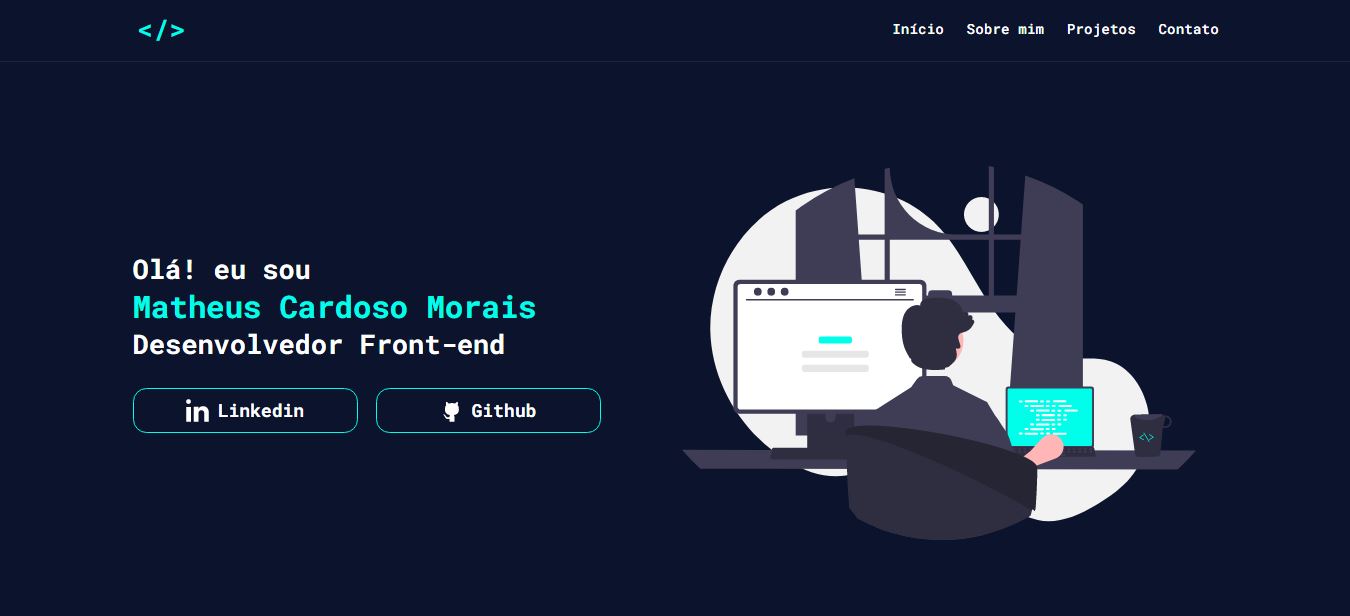 </>
Início Sobre mim Projetos Contato
Olá! eu sou
Matheus Cardoso Morais
Desenvolvedor Front-end
Linkedin Github
<\>